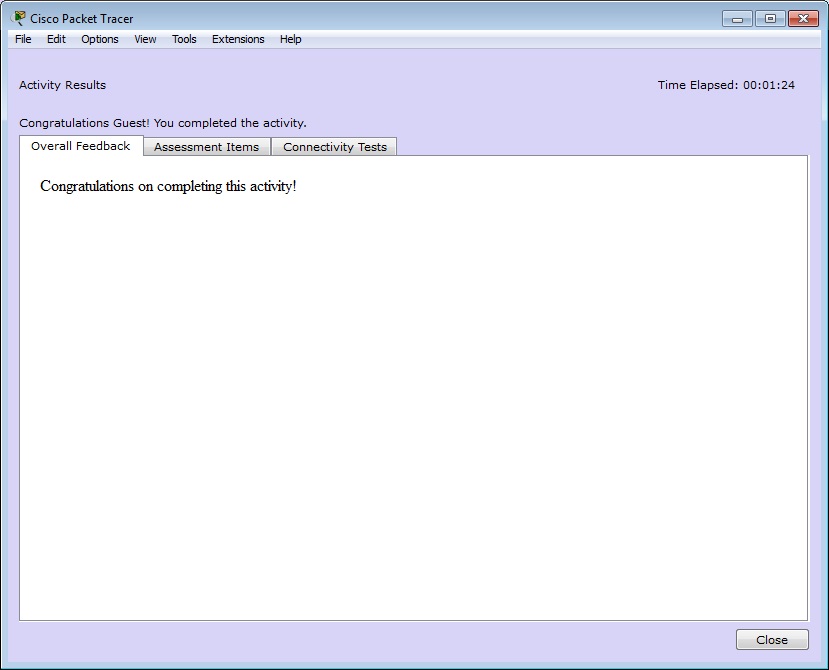 Cisco Packet Tracer
File Edit Options View Tools Extensions Help
Activity Results Time Elapsed: 00:01:24
Congratulations Guest! You completed the activity.
Overall Feedback Assessment Items Connectivity Tests
Congratulations on completing this activity!
Close